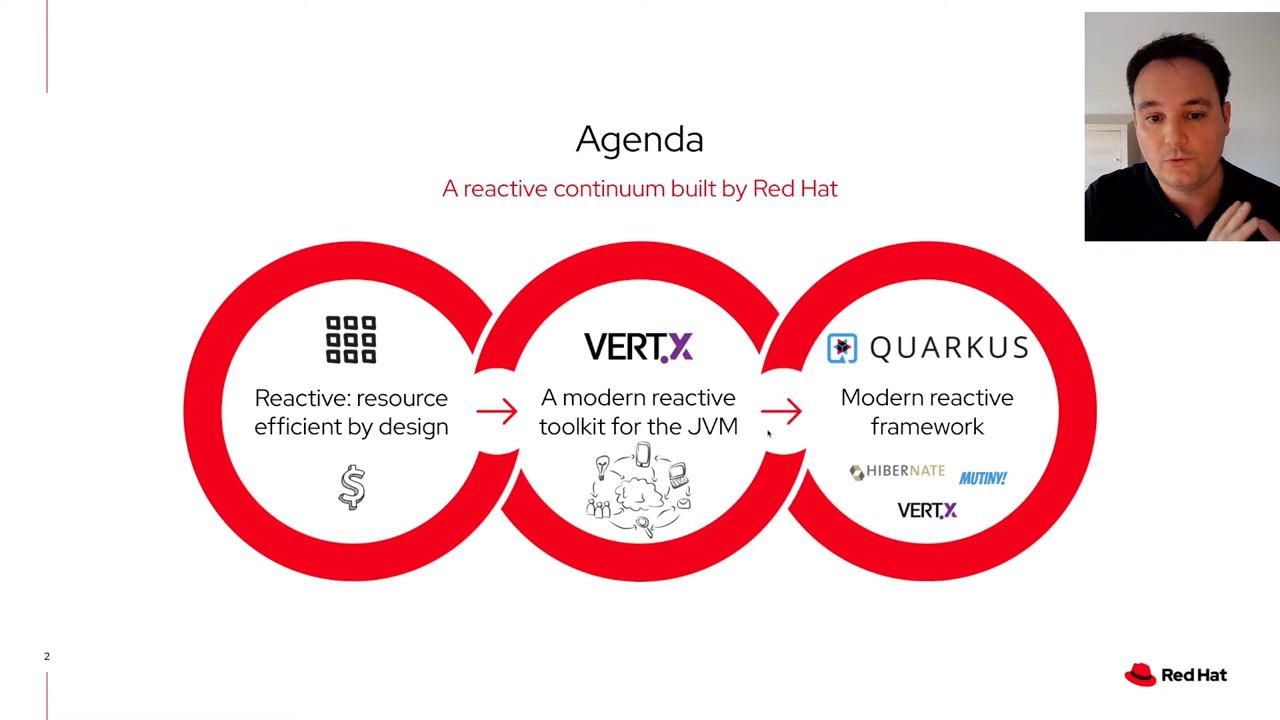 Agenda
A reactive continuum built by Red Hat
Reactive: resource
efficient by design
$
VERT.X
A modern reactive
toolkit for the JVM
QUARKUS
Modern reactive
framework
HIBERNATE
MUTINY!
VERT.X
2
Red Hat